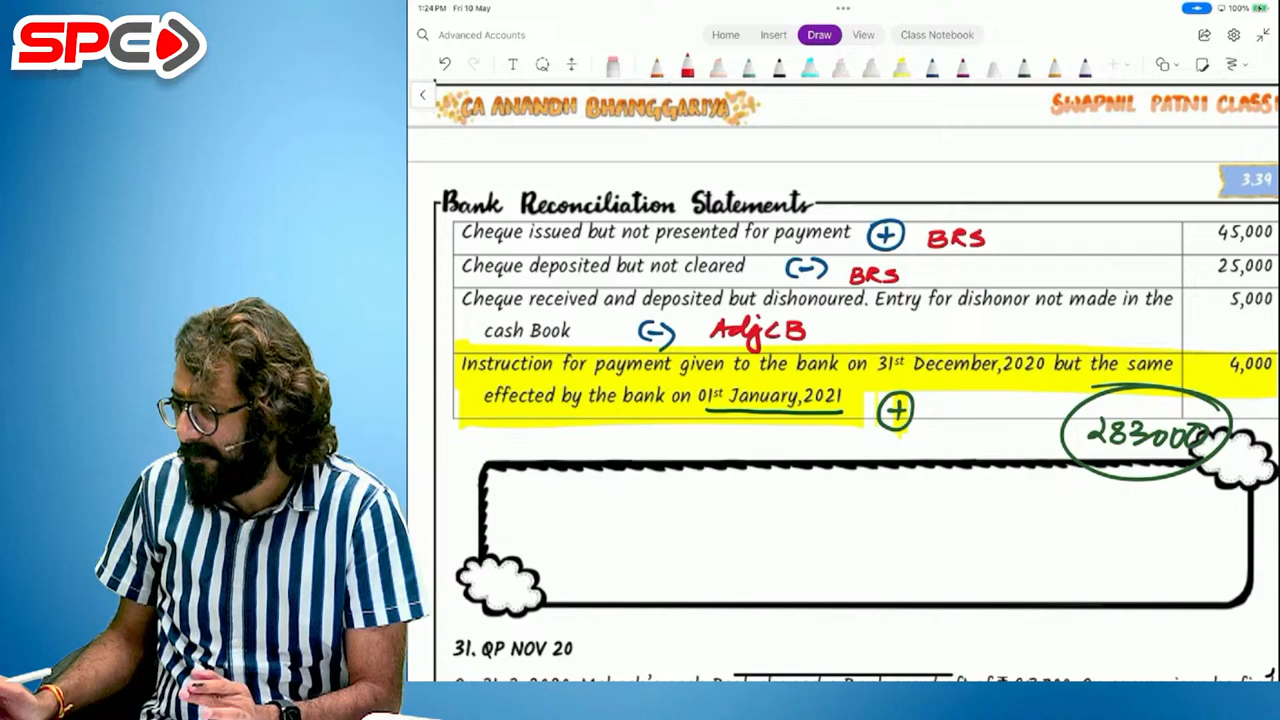 SPC
1:24 PM Fri 10 May
100%
Advanced Accounts
Home Insert Draw View Class Notebook
CA ANANDH BHANGGARIYA
SWAPNIL PATNI CLASS
3.39
Bank Reconciliation Statements
Cheque issued but not presented for payment + BRS 45,000
Cheque deposited but not cleared (-) BRS 25,000
Cheque received and deposited but dishonoured. Entry for dishonor not made in the 5,000
cash Book (-) Adj CB
Instruction for payment given to the bank on 31st December,2020 but the same 4,000
effected by the bank on 01st January,2021 +
283000
31. QP NOV 20